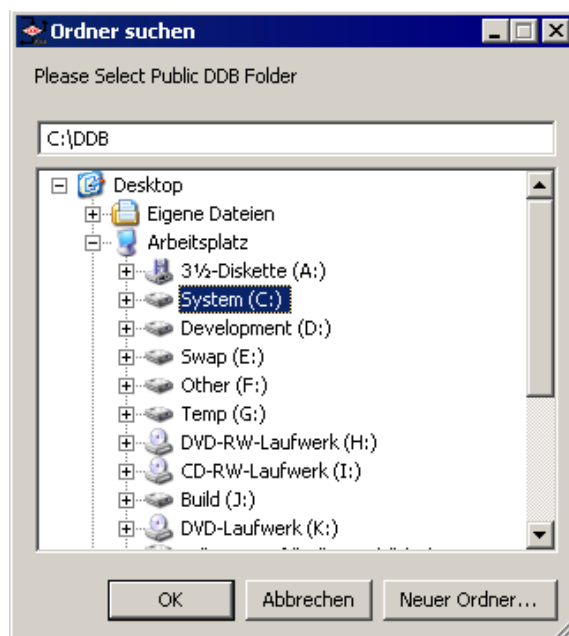 Ordner suchen
Please Select Public DDB Folder
C:\DDB
Desktop
Eigene Dateien
Arbeitsplatz
3½-Diskette (A:)
System (C:)
Development (D:)
Swap (E:)
Other (F:)
Temp (G:)
DVD-RW-Laufwerk (H:)
CD-RW-Laufwerk (I:)
Build (J:)
DVD-Laufwerk (K:)
OK Abbrechen Neuer Ordner...